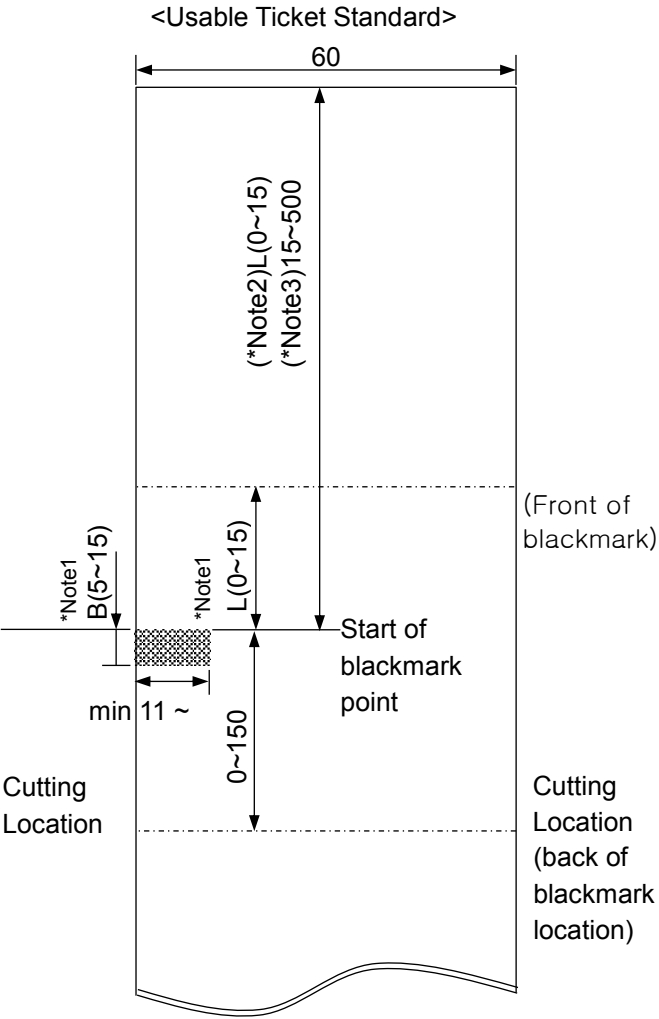 <Usable Ticket Standard>
60
(*Note2)L(0~15)
(*Note3)15~500
(Front of
blackmark)
*Note1
B(5~15)
*Note1
L(0~15)
Start of
blackmark
point
min 11 ~
0~150
Cutting
Location
Cutting
Location
(back of
blackmark
location)